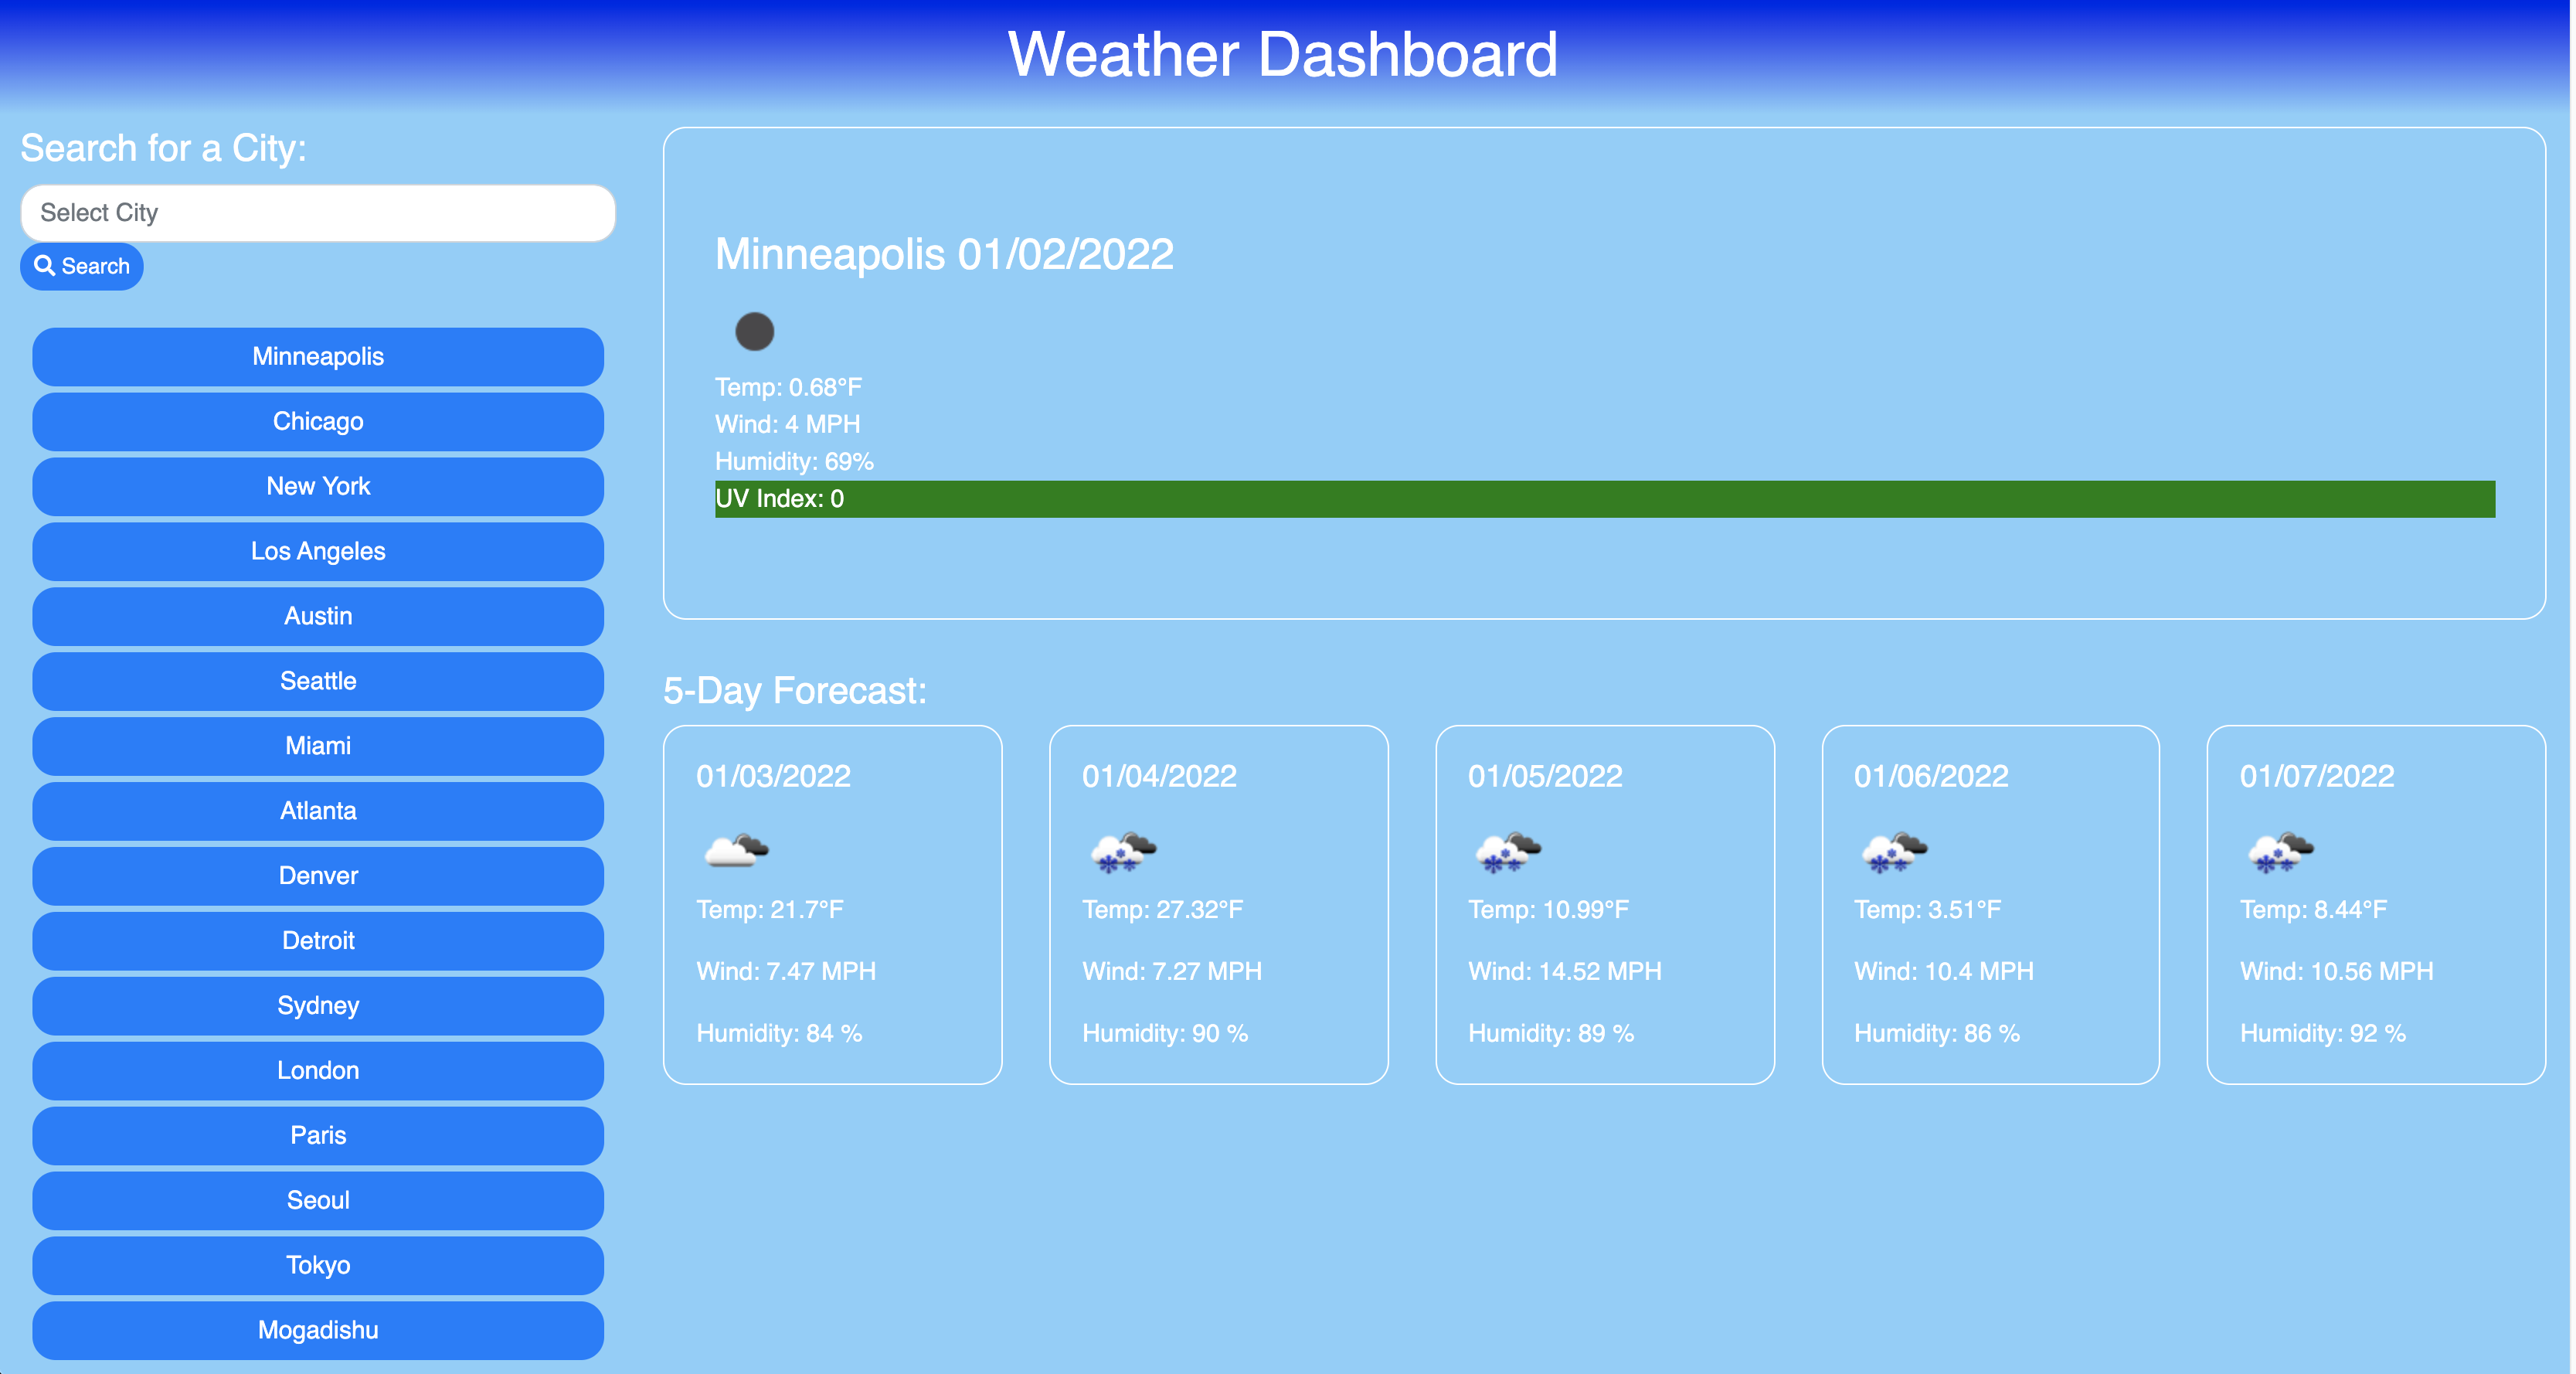 Weather Dashboard
Search for a City:
Select City
Search
Minneapolis
Chicago
New York
Los Angeles
Austin
Seattle
Miami
Atlanta
Denver
Detroit
Sydney
London
Paris
Seoul
Tokyo
Mogadishu
Minneapolis 01/02/2022
Temp: 0.68°F
Wind: 4 MPH
Humidity: 69%
UV Index: 0
5-Day Forecast:
01/03/2022
Temp: 21.7°F
Wind: 7.47 MPH
Humidity: 84 %
01/04/2022
Temp: 27.32°F
Wind: 7.27 MPH
Humidity: 90 %
01/05/2022
Temp: 10.99°F
Wind: 14.52 MPH
Humidity: 89 %
01/06/2022
Temp: 3.51°F
Wind: 10.4 MPH
Humidity: 86 %
01/07/2022
Temp: 8.44°F
Wind: 10.56 MPH
Humidity: 92 %